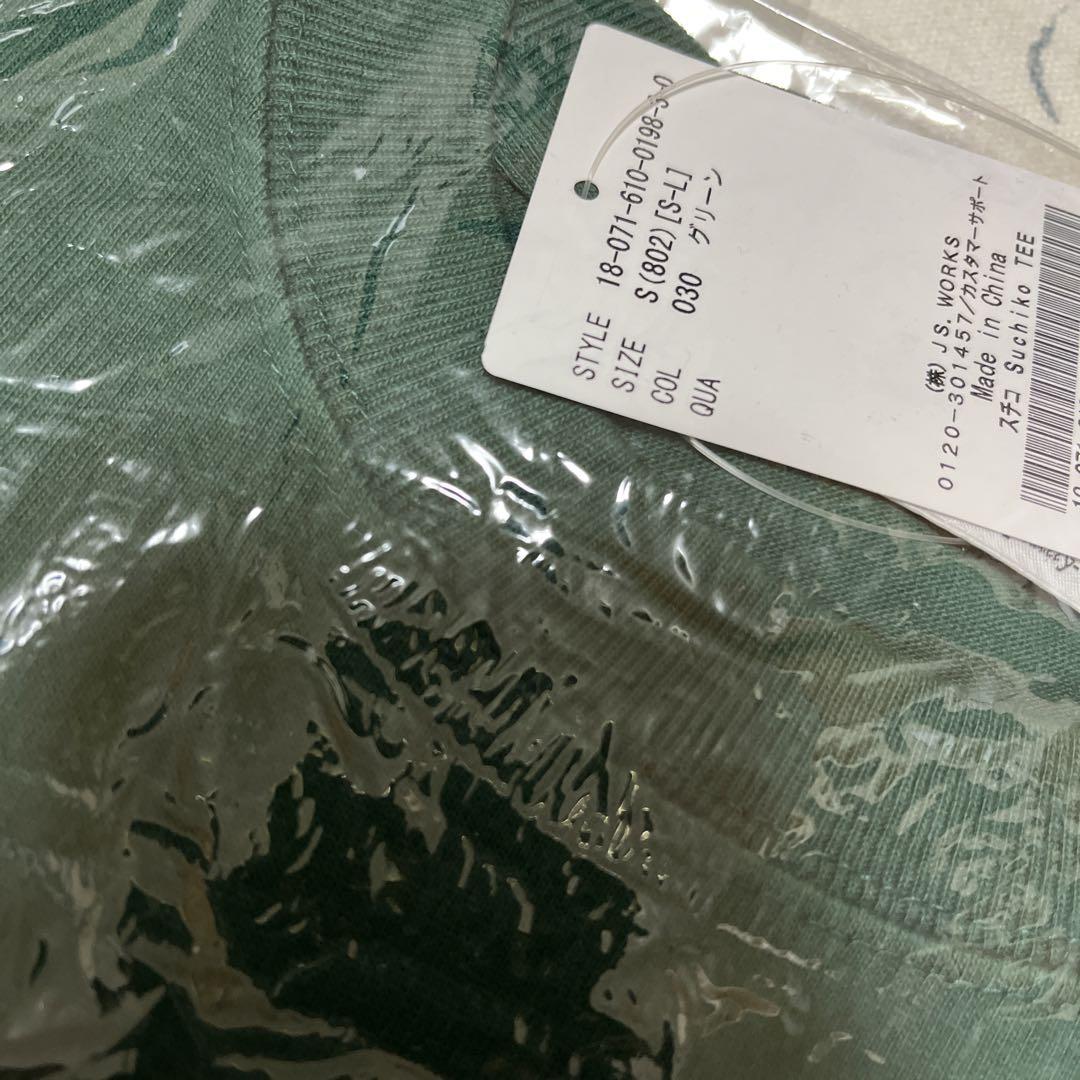 STYLE 18-071-610-0198-3-0
SIZE S(802)[S-L]
COL 030 グリーン
QUA
(株)JS. WORKS
0120-301457/カスタマーサポート
Made in China
スチコ Suchiko TEE